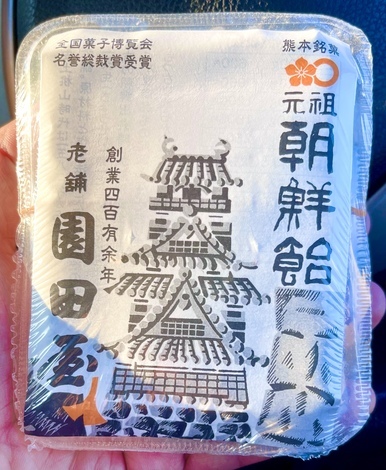 熊本銘菓
元祖
朝鮮飴
全国菓子博覧会
名誉総裁賞受賞
創業四百有余年
老舗
園田屋